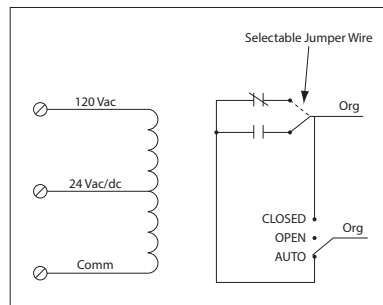 Selectable Jumper Wire
120 Vac
Org
24 Vac/dc
CLOSED
OPEN
Org
AUTO
Comm